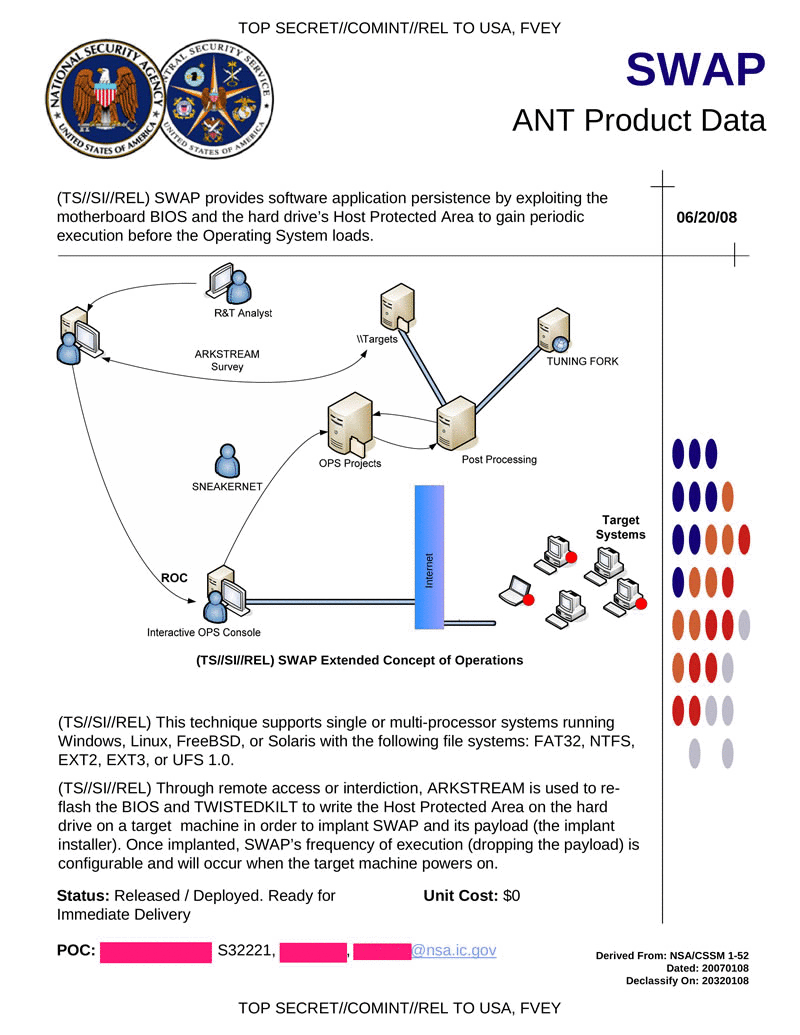 TOP SECRET//COMINT//REL TO USA, FVEY
NATIONAL SECURITY AGENCY
UNITED STATES OF AMERICA
TRAL SECURITY SERVICE
UNITED STATES OF AMERICA
SWAP
ANT Product Data
(TS//SI//REL) SWAP provides software application persistence by exploiting the
motherboard BIOS and the hard drive’s Host Protected Area to gain periodic
execution before the Operating System loads.
06/20/08
R&T Analyst
\\Targets
ARKSTREAM
Survey
TUNING FORK
OPS Projects
Post Processing
SNEAKERNET
Target
Systems
Internet
ROC
Interactive OPS Console
(TS//SI//REL) SWAP Extended Concept of Operations
(TS//SI//REL) This technique supports single or multi-processor systems running
Windows, Linux, FreeBSD, or Solaris with the following file systems: FAT32, NTFS,
EXT2, EXT3, or UFS 1.0.
(TS//SI//REL) Through remote access or interdiction, ARKSTREAM is used to re-
flash the BIOS and TWISTEDKILT to write the Host Protected Area on the hard
drive on a target machine in order to implant SWAP and its payload (the implant
installer). Once implanted, SWAP’s frequency of execution (dropping the payload) is
configurable and will occur when the target machine powers on.
Status: Released / Deployed. Ready for
Immediate Delivery
Unit Cost: $0
POC: S32221, , @nsa.ic.gov
Derived From: NSA/CSSM 1-52
Dated: 20070108
Declassify On: 20320108
TOP SECRET//COMINT//REL TO USA, FVEY